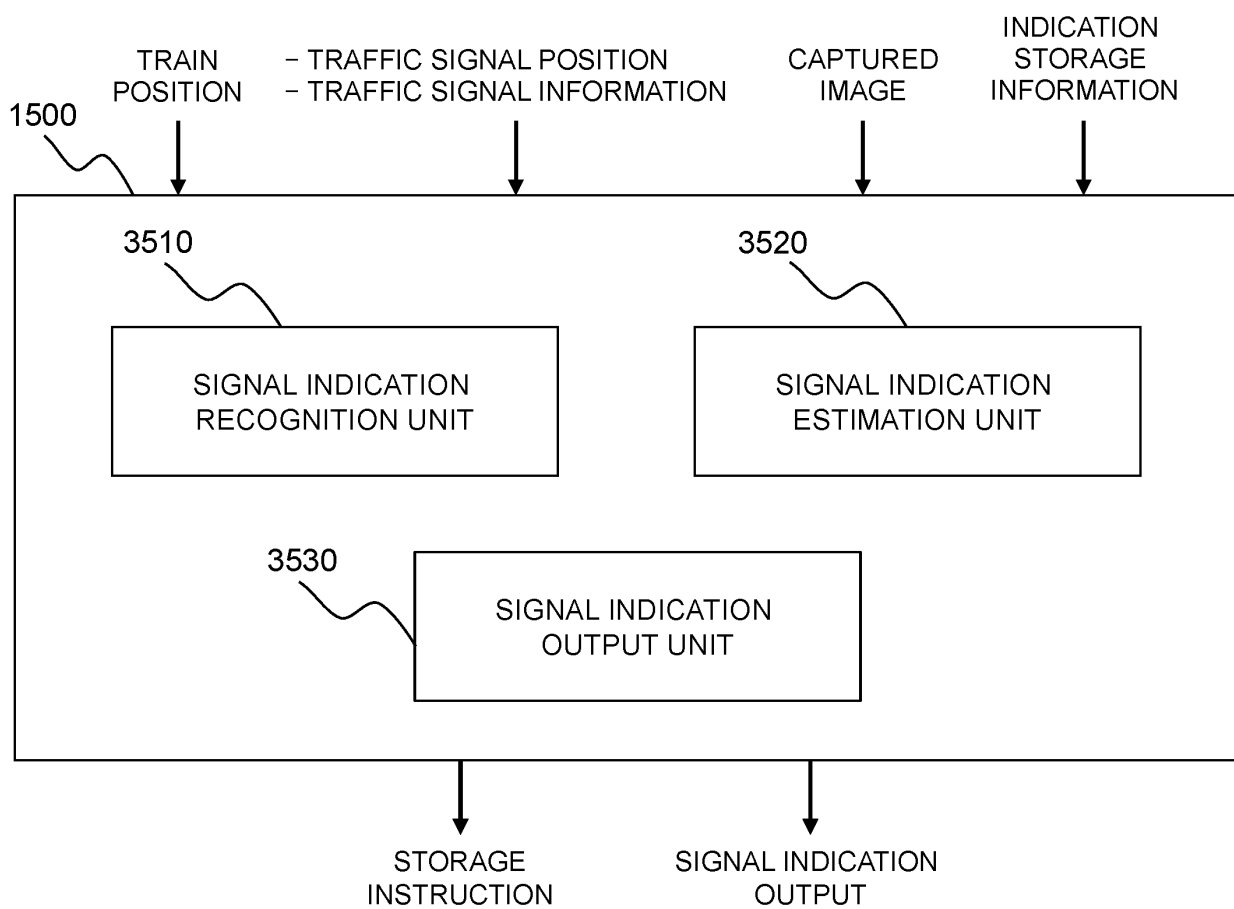 TRAIN
POSITION
– TRAFFIC SIGNAL POSITION
– TRAFFIC SIGNAL INFORMATION
CAPTURED
IMAGE
INDICATION
STORAGE
INFORMATION
1500
3510
SIGNAL INDICATION
RECOGNITION UNIT
3520
SIGNAL INDICATION
ESTIMATION UNIT
3530
SIGNAL INDICATION
OUTPUT UNIT
STORAGE
INSTRUCTION
SIGNAL INDICATION
OUTPUT